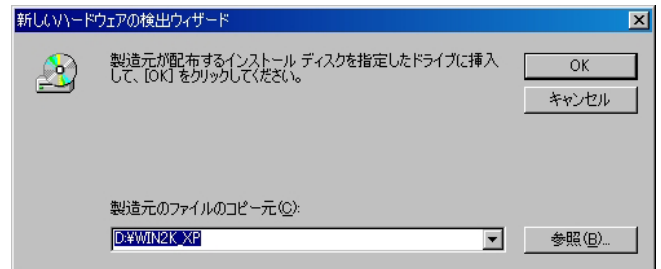 新しいハードウェアの検出ウィザード
製造元が配布するインストール ディスクを指定したドライブに挿入
して、[OK] をクリックしてください。
OK
キャンセル
製造元のファイルのコピー元(C):
D:¥WIN2K_XP
参照(B)...